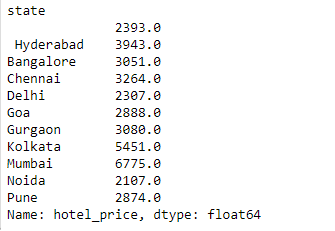 state
               2393.0
 Hyderabad    3943.0
Bangalore     3051.0
Chennai       3264.0
Delhi         2307.0
Goa           2888.0
Gurgaon       3080.0
Kolkata       5451.0
Mumbai        6775.0
Noida         2107.0
Pune          2874.0
Name: hotel_price, dtype: float64